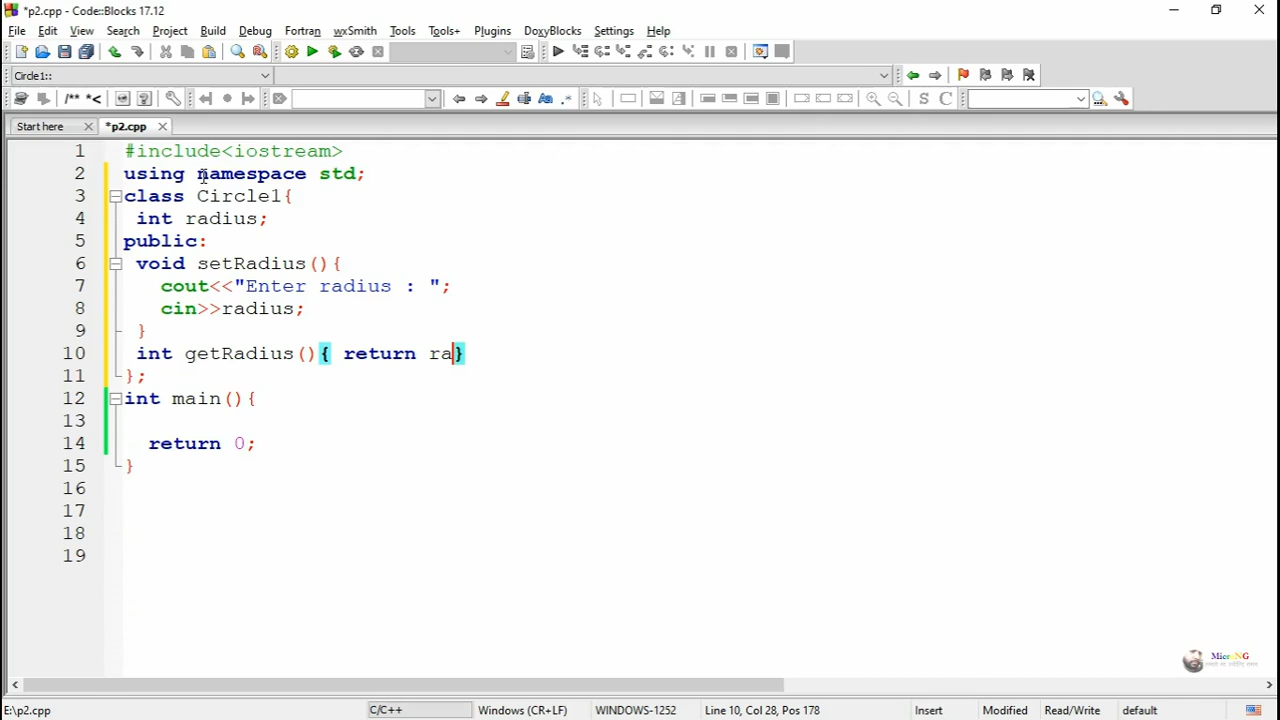 *p2.cpp - Code::Blocks 17.12
File Edit View Search Project Build Debug Fortran wxSmith Tools Tools+ Plugins DoxyBlocks Settings Help
Circle1::
/** *<
S C
Start here *p2.cpp
1 #include<iostream>
2 using namespace std;
3 class Circle1{
4 int radius;
5 public:
6 void setRadius(){
7 cout<<"Enter radius : ";
8 cin>>radius;
9 }
10 int getRadius(){ return ra}
11 };
12 int main(){
13
14 return 0;
15 }
16
17
18
19
MicroNG
E:\p2.cpp C/C++ Windows (CR+LF) WINDOWS-1252 Line 10, Col 28, Pos 178 Insert Modified Read/Write default